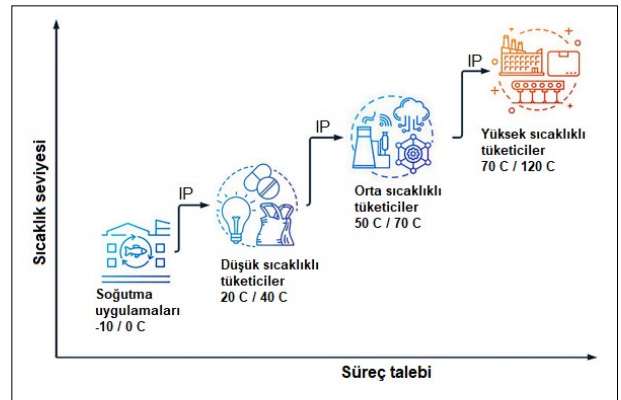 Sıcaklık seviyesi
IP
Yüksek sıcaklıklı
tüketiciler
70 C / 120 C
IP
Orta sıcaklıklı
tüketiciler
50 C / 70 C
IP
Düşük sıcaklıklı
tüketiciler
20 C / 40 C
Soğutma
uygulamaları
-10 / 0 C
Süreç talebi